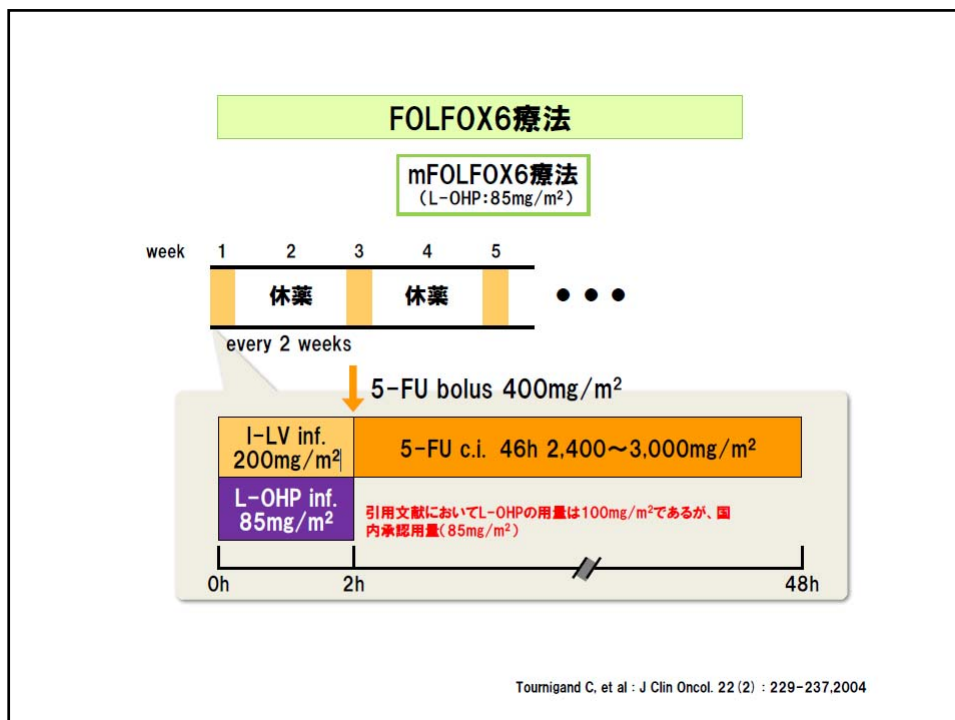 FOLFOX6療法
mFOLFOX6療法
(L-OHP:85mg/m²)
week 1 2 3 4 5
休薬 休薬 ● ● ●
every 2 weeks
5-FU bolus 400mg/m²
l-LV inf.
200mg/m²
5-FU c.i. 46h 2,400～3,000mg/m²
L-OHP inf.
85mg/m²
引用文献においてL-OHPの用量は100mg/m²であるが、国
内承認用量(85mg/m²)
0h 2h 48h
Tournigand C, et al : J Clin Oncol. 22(2) : 229-237,2004